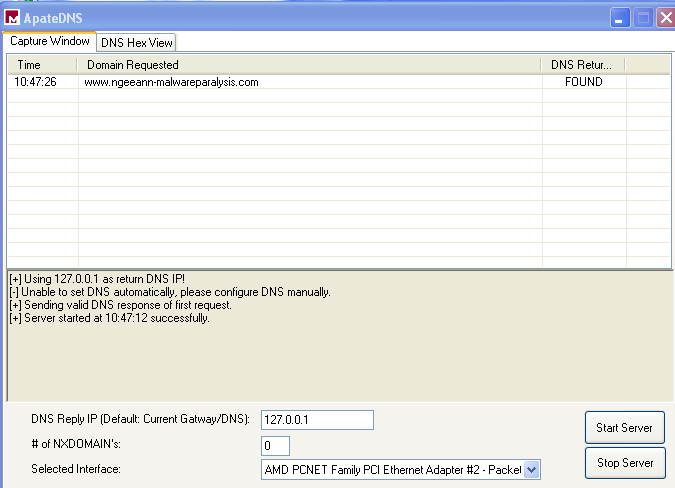 ApateDNS
Capture Window DNS Hex View
Time Domain Requested DNS Retur...
10:47:26 www.ngeeann-malwareparalysis.com FOUND
[+] Using 127.0.0.1 as return DNS IP!
[-] Unable to set DNS automatically, please configure DNS manually.
[+] Sending valid DNS response of first request.
[+] Server started at 10:47:12 successfully.
DNS Reply IP (Default: Current Gatway/DNS): 127.0.0.1
Start Server
# of NXDOMAIN's: 0
Stop Server
Selected Interface: AMD PCNET Family PCI Ethernet Adapter #2 - Packet